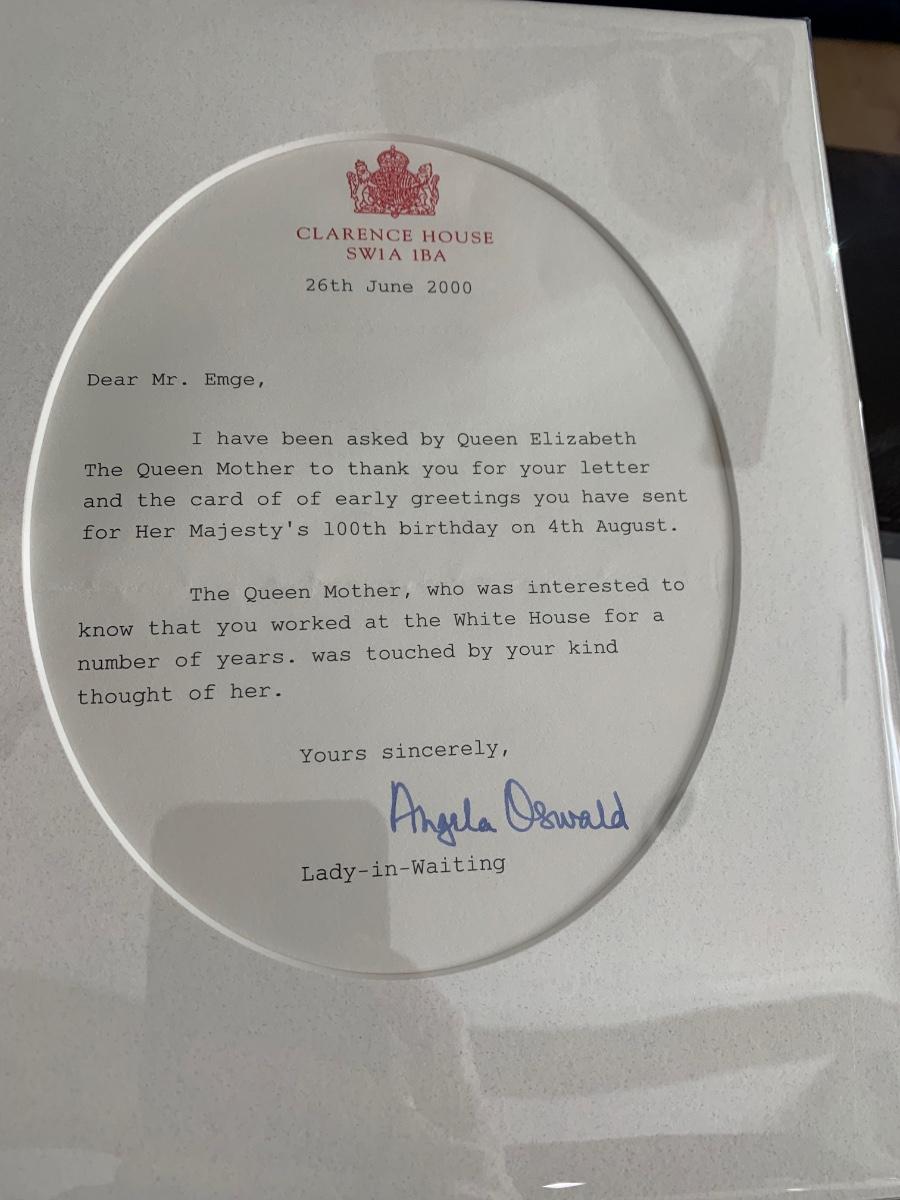 CLARENCE HOUSE
SW1A 1BA
26th June 2000
Dear Mr. Emge,
I have been asked by Queen Elizabeth
The Queen Mother to thank you for your letter
and the card of of early greetings you have sent
for Her Majesty's 100th birthday on 4th August.
The Queen Mother, who was interested to
know that you worked at the White House for a
number of years. was touched by your kind
thought of her.
Yours sincerely,
Angela Oswald
Lady-in-Waiting